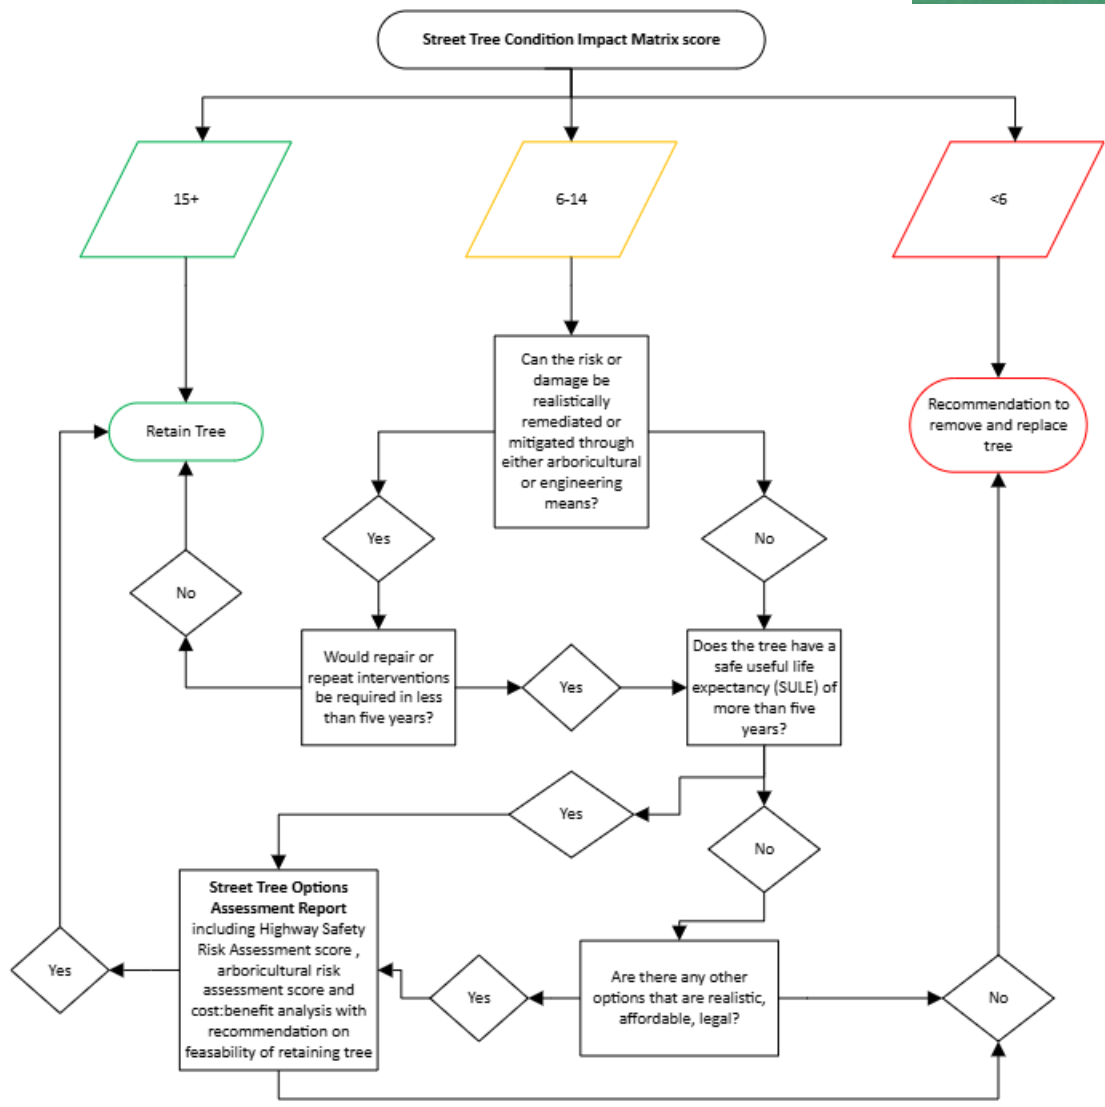 Street Tree Condition Impact Matrix score
15+
6-14
<6
Can the risk or
damage be
realistically
remediated or
mitigated through
either arboricultural
or engineering
means?
Retain Tree
Recommendation to
remove and replace
tree
Yes
No
No
Would repair or
repeat interventions
be required in less
than five years?
Yes
Does the tree have a
safe useful life
expectancy (SULE) of
more than five
years?
Yes
No
Street Tree Options
Assessment Report
including Highway Safety
Risk Assessment score ,
arboricultural risk
assessment score and
cost:benefit analysis with
recommendation on
feasability of retaining tree
Yes
Yes
Are there any other
options that are realistic,
affordable, legal?
No